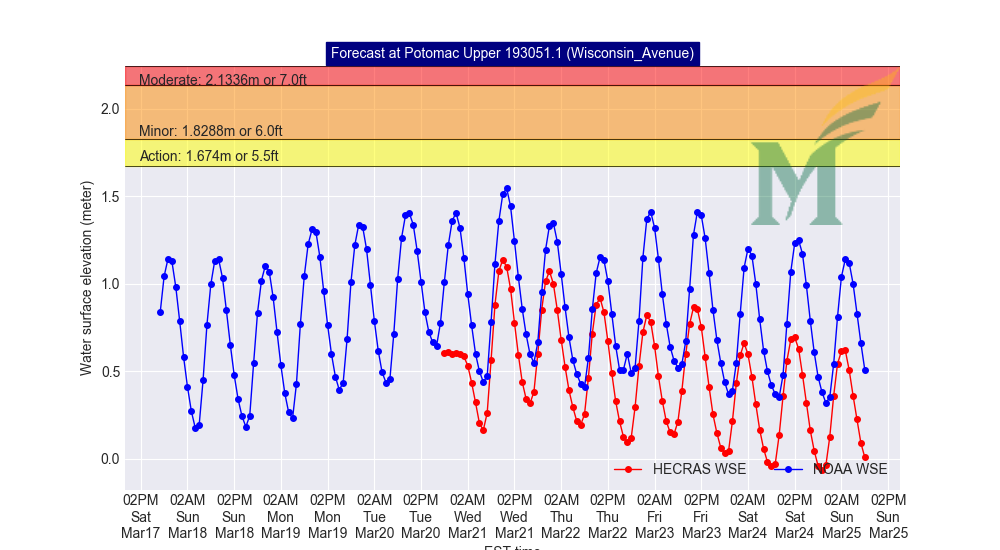 Forecast at Potomac Upper 193051.1 (Wisconsin_Avenue)
Moderate: 2.1336m or 7.0ft
Minor: 1.8288m or 6.0ft
Action: 1.674m or 5.5ft
Water surface elevation (meter)
2.0
1.5
1.0
0.5
0.0
HECRAS WSE NOAA WSE
02PM 02AM 02PM 02AM 02PM 02AM 02PM 02AM 02PM 02AM 02PM 02AM 02PM 02AM 02PM 02AM 02PM
Sat Sun Sun Mon Mon Tue Tue Wed Wed Thu Thu Fri Fri Sat Sat Sun Sun
Mar17 Mar18 Mar18 Mar19 Mar19 Mar20 Mar20 Mar21 Mar21 Mar22 Mar22 Mar23 Mar23 Mar24 Mar24 Mar25 Mar25
EST time
M